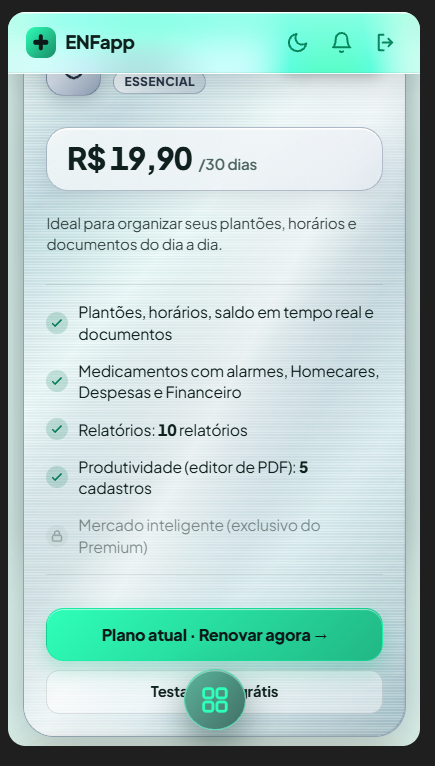 ENFapp
ESSENCIAL
R$ 19,90 /30 dias
Ideal para organizar seus plantões, horários e
documentos do dia a dia.
Plantões, horários, saldo em tempo real e
documentos
Medicamentos com alarmes, Homecares,
Despesas e Financeiro
Relatórios: 10 relatórios
Produtividade (editor de PDF): 5
cadastros
Mercado inteligente (exclusivo do
Premium)
Plano atual · Renovar agora →
grátis